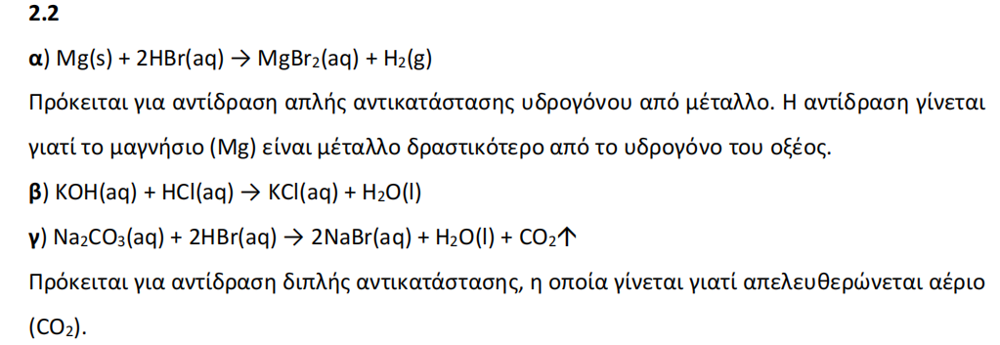 2.2
α) Mg(s) + 2HBr(aq) → MgBr₂(aq) + H₂(g)
Πρόκειται για αντίδραση απλής αντικατάστασης υδρογόνου από μέταλλο. Η αντίδραση γίνεται
γιατί το μαγνήσιο (Mg) είναι μέταλλο δραστικότερο από το υδρογόνο του οξέος.
β) KOH(aq) + HCl(aq) → KCl(aq) + H₂O(l)
γ) Na₂CO₃(aq) + 2HBr(aq) → 2NaBr(aq) + H₂O(l) + CO₂↑
Πρόκειται για αντίδραση διπλής αντικατάστασης, η οποία γίνεται γιατί απελευθερώνεται αέριο
(CO₂).